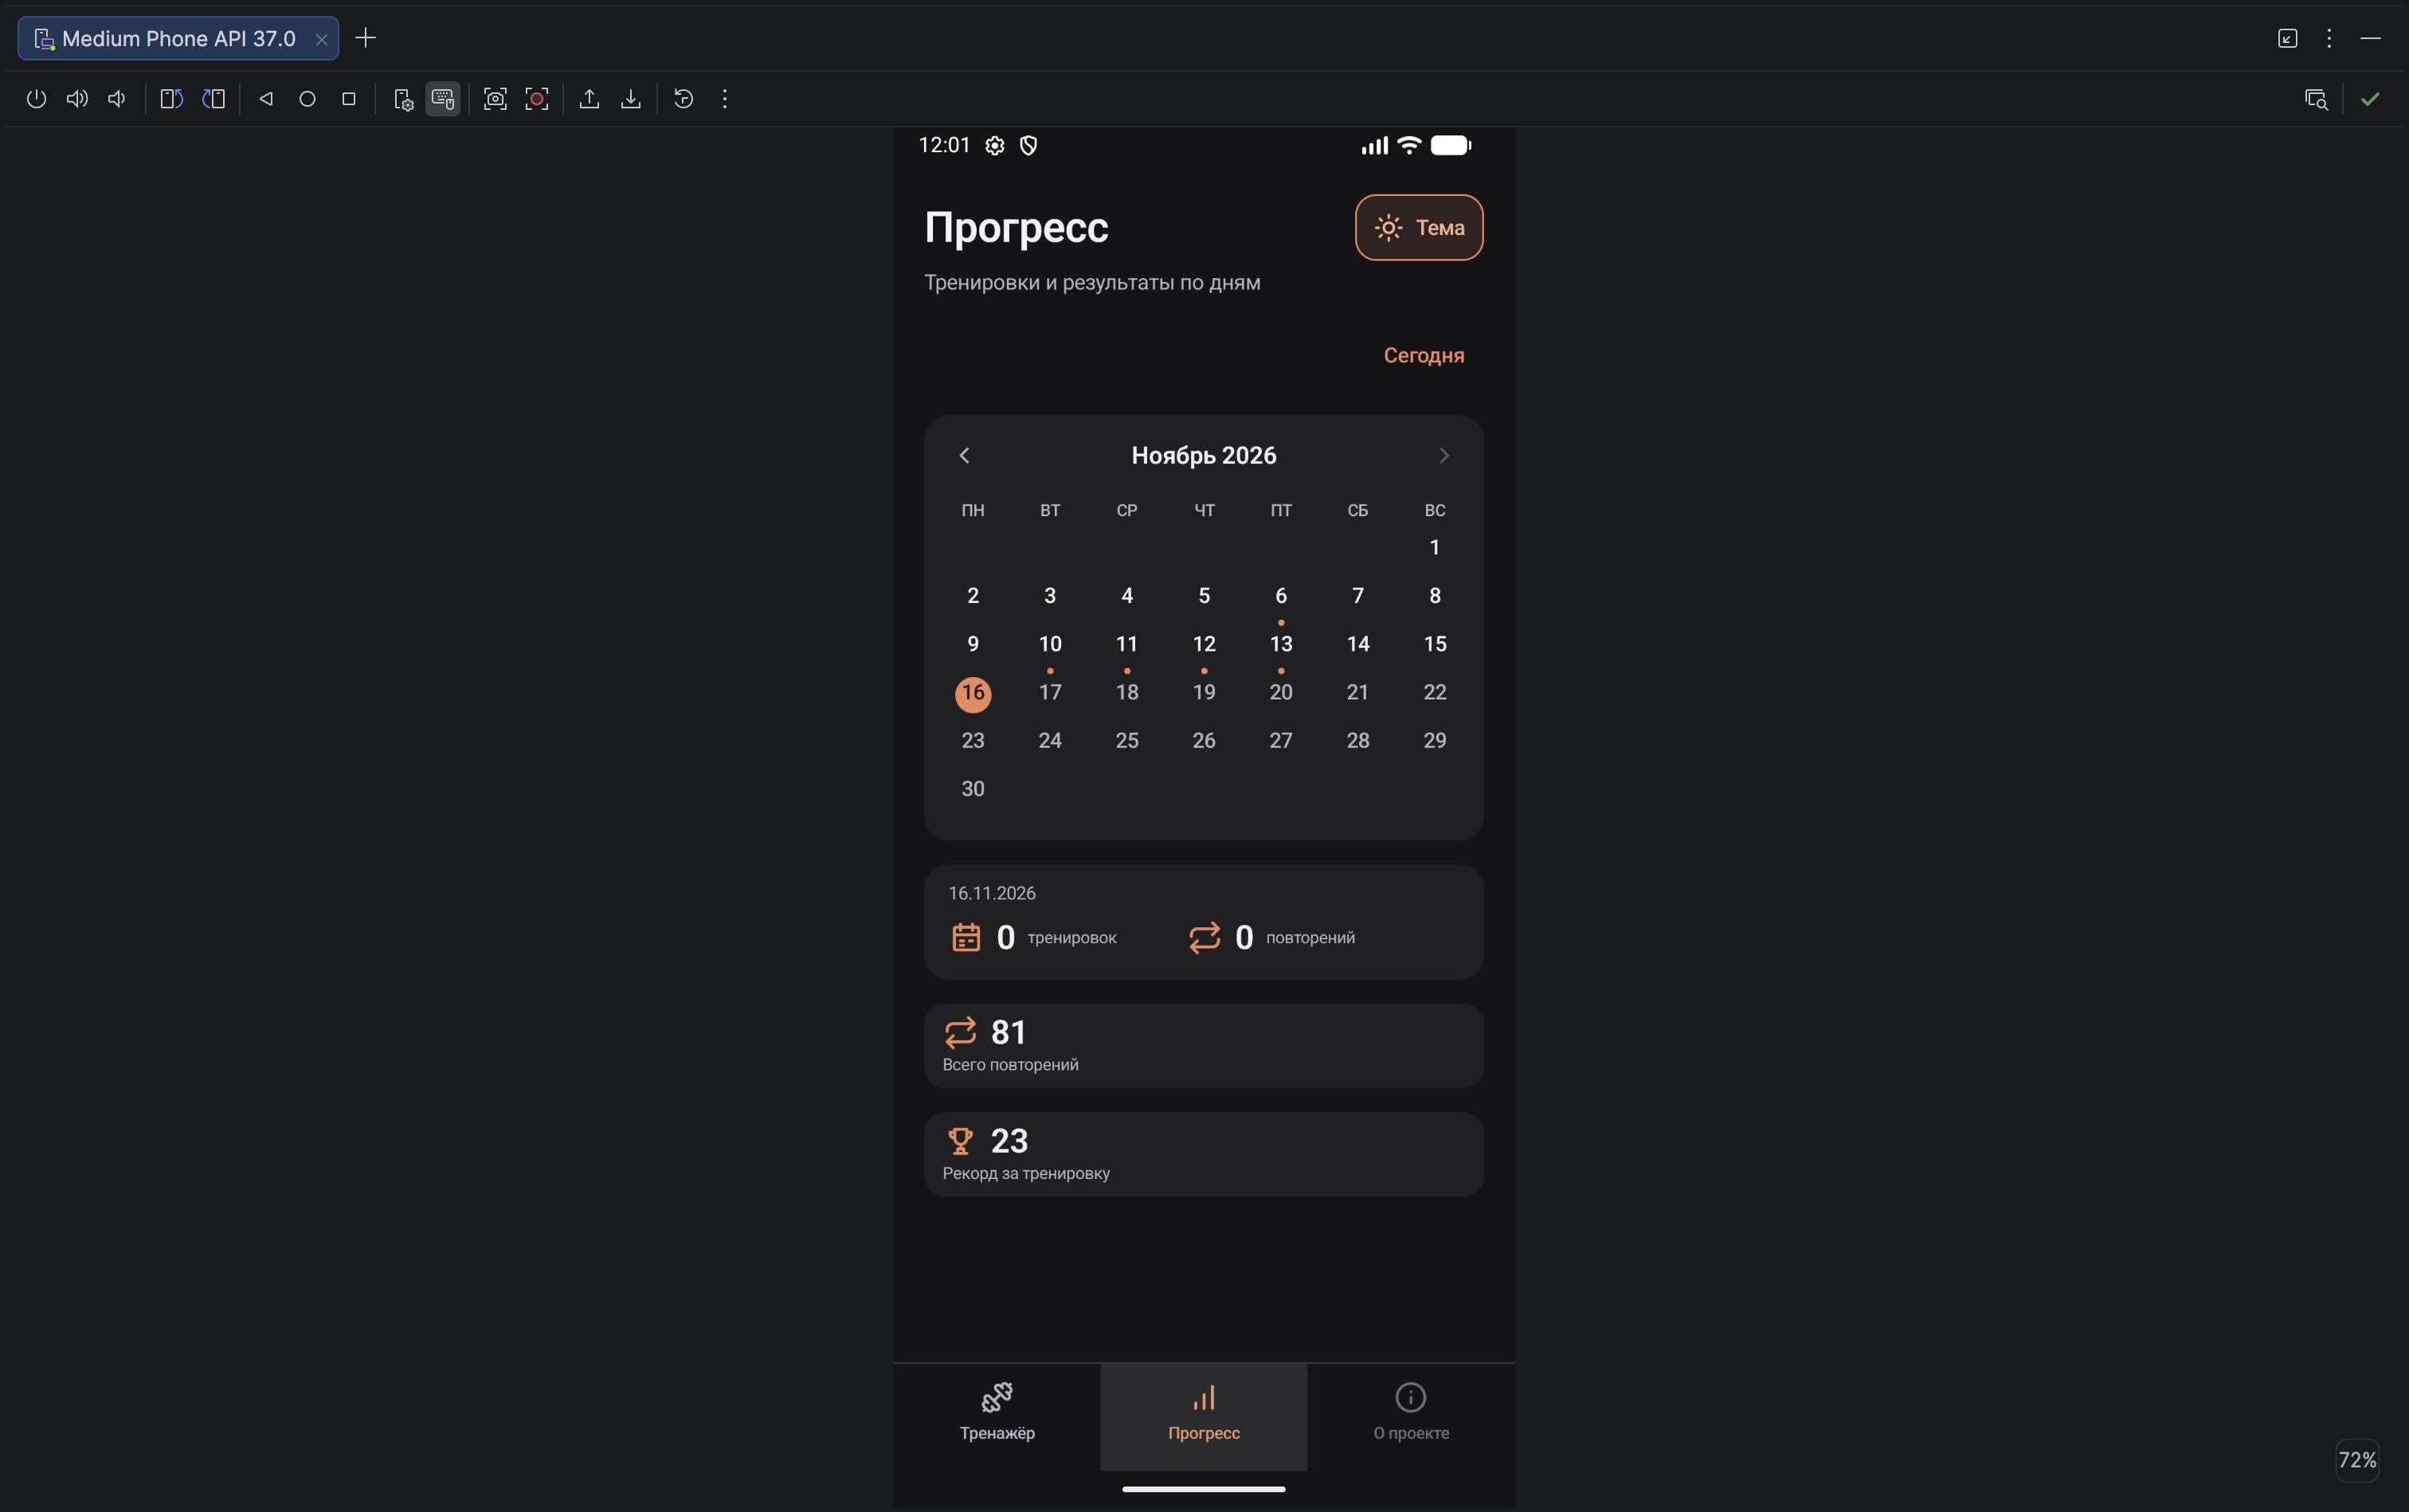 Medium Phone API 37.0
12:01
Прогресс
Тема
Тренировки и результаты по дням
Сегодня
Ноябрь 2026
ПН ВТ СР ЧТ ПТ СБ ВС
1
2 3 4 5 6 7 8
9 10 11 12 13 14 15
16 17 18 19 20 21 22
23 24 25 26 27 28 29
30
16.11.2026
0 тренировок 0 повторений
81
Всего повторений
23
Рекорд за тренировку
Тренажёр Прогресс О проекте
72%